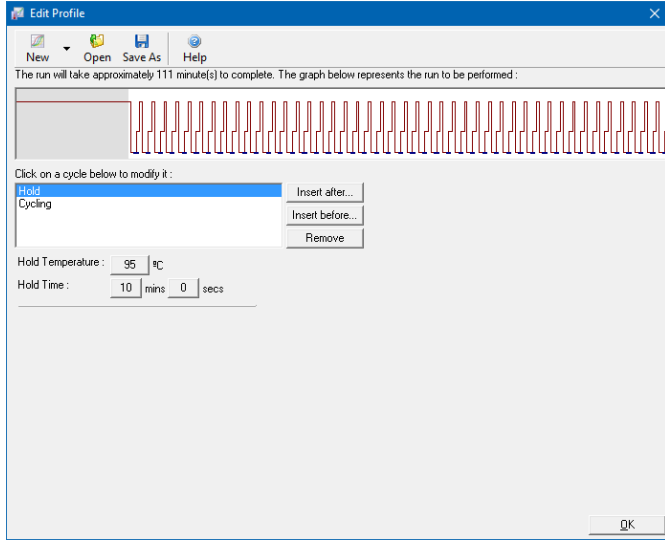 Edit Profile
New Open Save As Help
The run will take approximately 111 minute(s) to complete. The graph below represents the run to be performed :
Click on a cycle below to modify it :
Hold
Cycling
Insert after...
Insert before...
Remove
Hold Temperature : 95 ºC
Hold Time : 10 mins 0 secs
OK